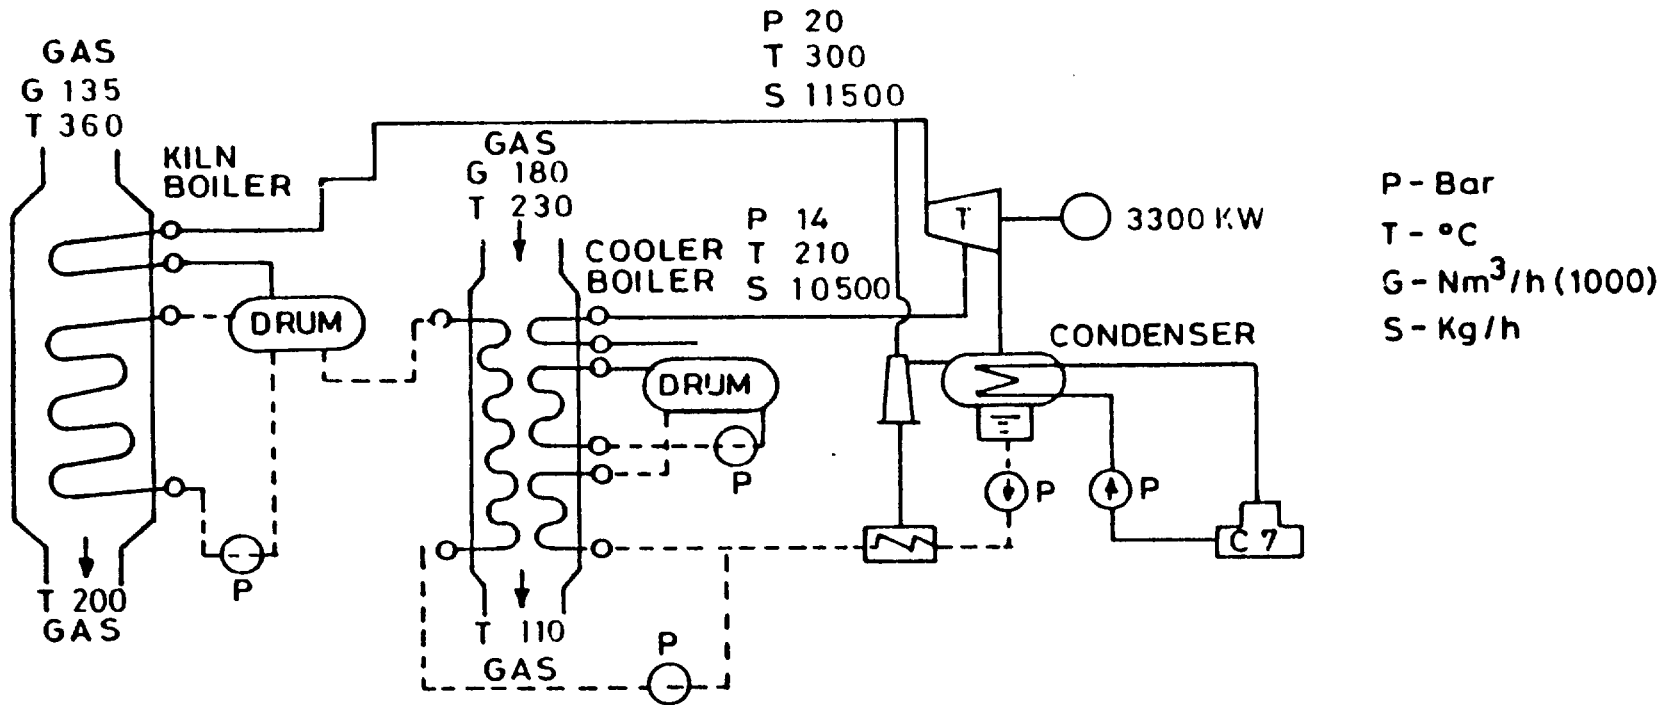 GAS
G 135
T 360
KILN
BOILER
P 20
T 300
S 11500
GAS
G 180
T 230
COOLER
BOILER
P 14
T 210
S 10500
T
3300 KW
P - Bar
T - °C
G - Nm³/h (1000)
S - Kg/h
DRUM
DRUM
CONDENSER
P
P
P
C 7
P
T 200
GAS
T 110
GAS
P